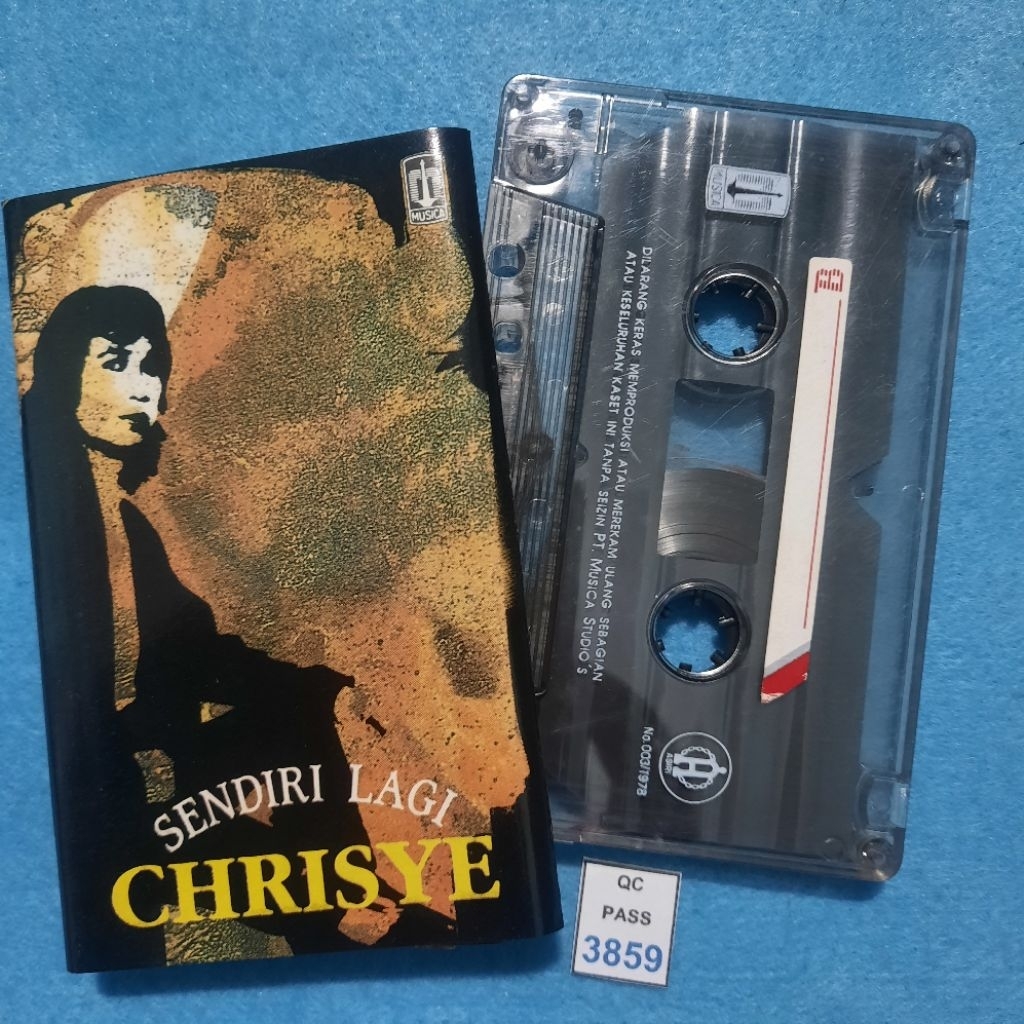 MUSICA
SENDIRI LAGI
CHRISYE
MUSICA
DILARANG KERAS MEMPRODUKSI ATAU MEREKAM ULANG SEBAGIAN
ATAU KESELURUHAN KASET INI TANPA SEIZIN PT. MUSICA STUDIO'S
B
ASIRI
No.003/1978
QC
PASS
3859